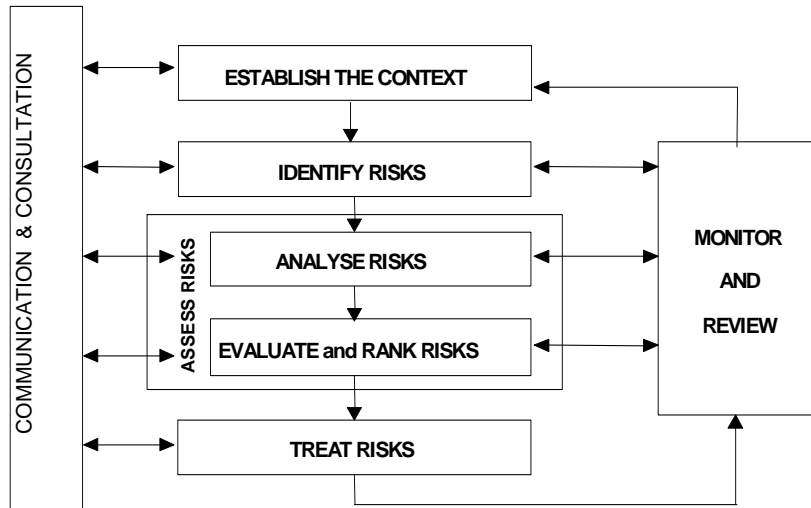 COMMUNICATION & CONSULTATION
ESTABLISH THE CONTEXT
IDENTIFY RISKS
ASSESS RISKS
ANALYSE RISKS
EVALUATE and RANK RISKS
TREAT RISKS
MONITOR
AND
REVIEW